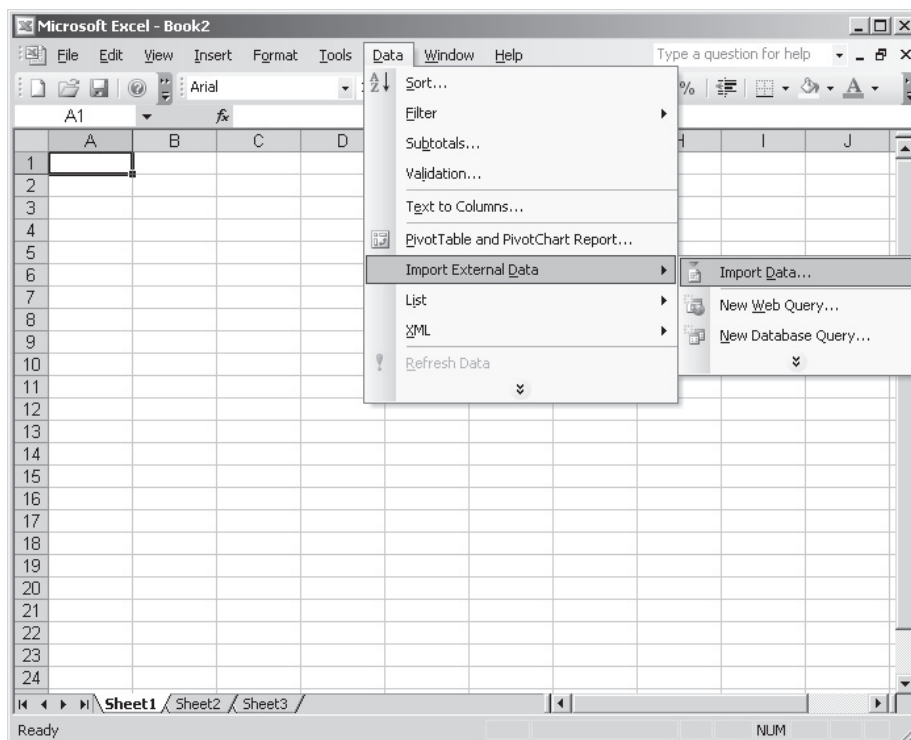 Microsoft Excel - Book2
File Edit View Insert Format Tools Data Window Help Type a question for help
Arial % A
A1 fx
A B C D H I J
Sort...
Filter
Subtotals...
Validation...
Text to Columns...
PivotTable and PivotChart Report...
Import External Data
List
XML
Refresh Data
Import Data...
New Web Query...
New Database Query...
1
2
3
4
5
6
7
8
9
10
11
12
13
14
15
16
17
18
19
20
21
22
23
24
Sheet1 Sheet2 Sheet3
Ready NUM